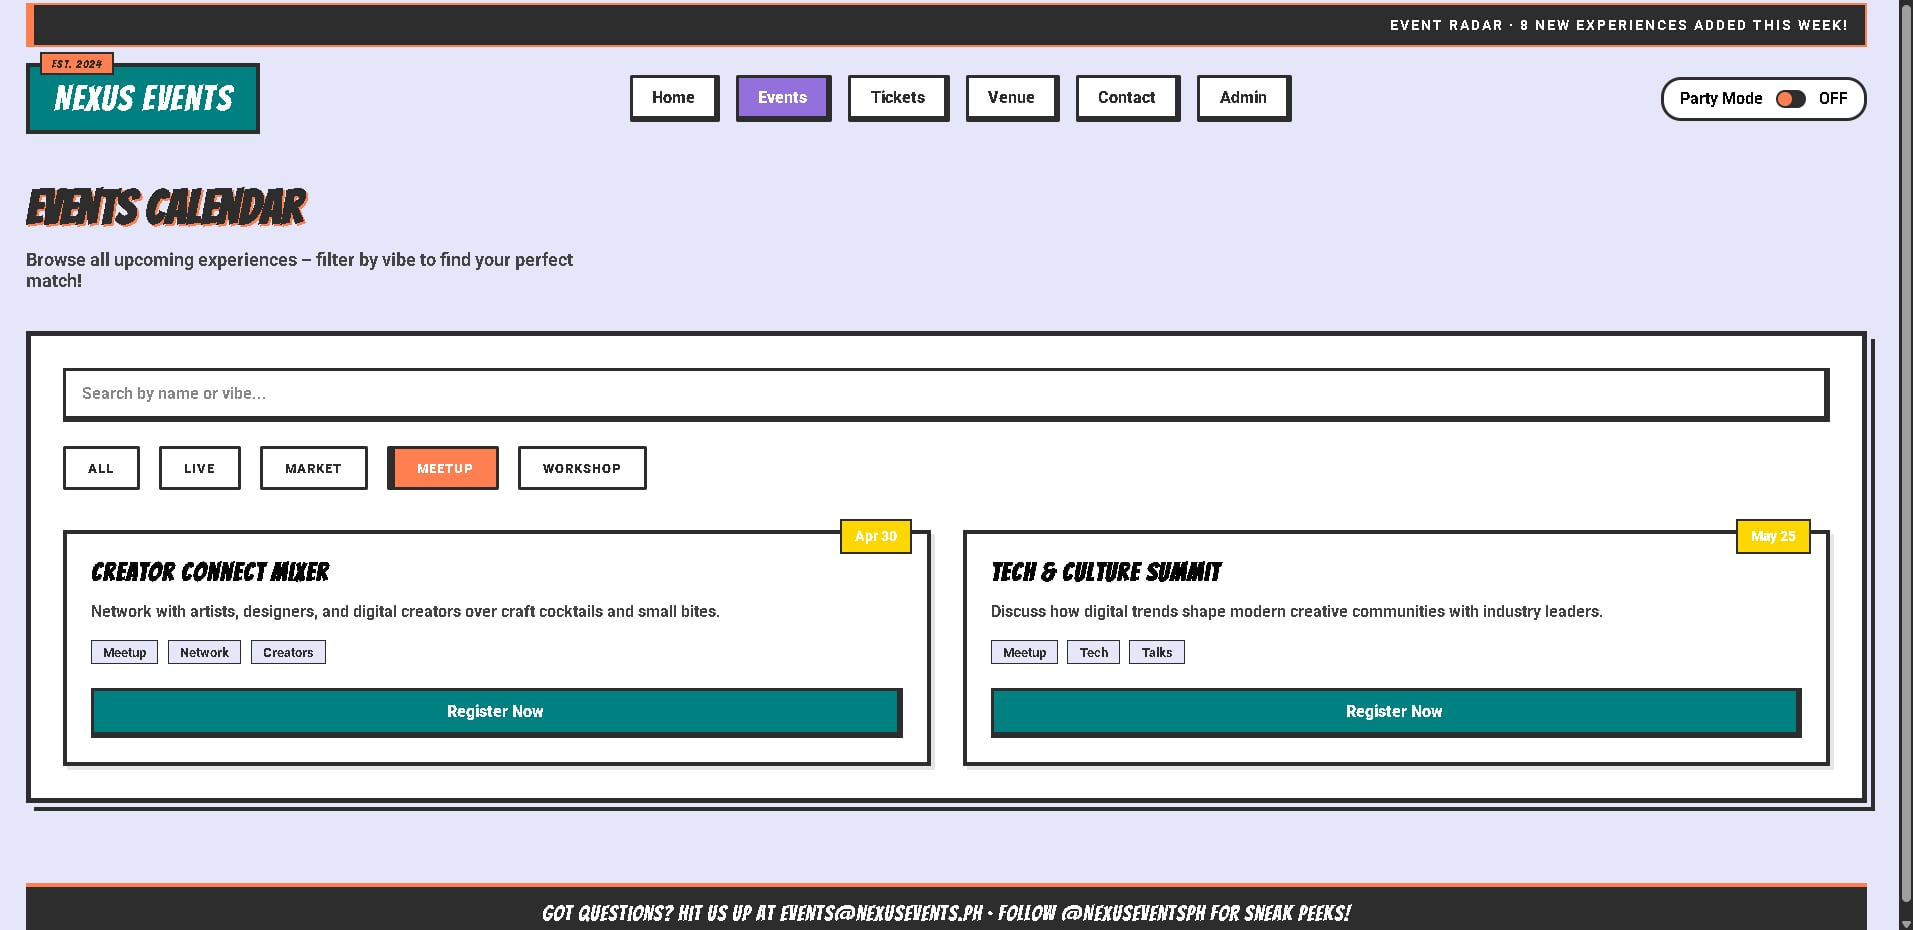 EVENT RADAR · 8 NEW EXPERIENCES ADDED THIS WEEK!
EST. 2024
NEXUS EVENTS
Home
Events
Tickets
Venue
Contact
Admin
Party Mode
OFF
EVENTS CALENDAR
Browse all upcoming experiences – filter by vibe to find your perfect
match!
Search by name or vibe...
ALL
LIVE
MARKET
MEETUP
WORKSHOP
Apr 30
CREATOR CONNECT MIXER
Network with artists, designers, and digital creators over craft cocktails and small bites.
Meetup
Network
Creators
Register Now
May 25
TECH & CULTURE SUMMIT
Discuss how digital trends shape modern creative communities with industry leaders.
Meetup
Tech
Talks
Register Now
GOT QUESTIONS? HIT US UP AT EVENTS@NEXUSEVENTS.PH · FOLLOW @NEXUSEVENTSPH FOR SNEAK PEEKS!